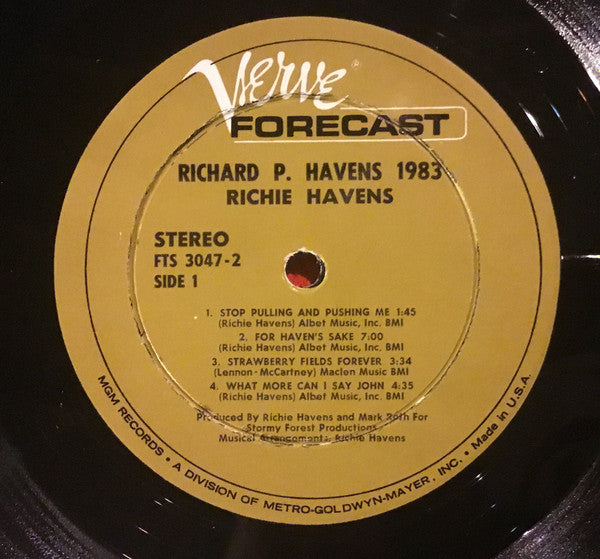 Verve®
FORECAST
RICHARD P. HAVENS 1983
RICHIE HAVENS
STEREO
FTS 3047-2
SIDE 1
1. STOP PULLING AND PUSHING ME 1:45
(Richie Havens) Albet Music, Inc. BMI
2. FOR HAVEN'S SAKE 7:00
(Richie Havens) Albet Music, Inc. BMI
3. STRAWBERRY FIELDS FOREVER 3:34
(Lennon-McCartney) Maclen Music BMI
4. WHAT MORE CAN I SAY JOHN 4:35
(Richie Havens) Albet Music, Inc. BMI
Produced By Richie Havens and Mark Roth For
Stormy Forest Productions
Musical Arrangements: Richie Havens
MGM RECORDS • A DIVISION OF METRO-GOLDWYN-MAYER, INC. • Made in U.S.A.